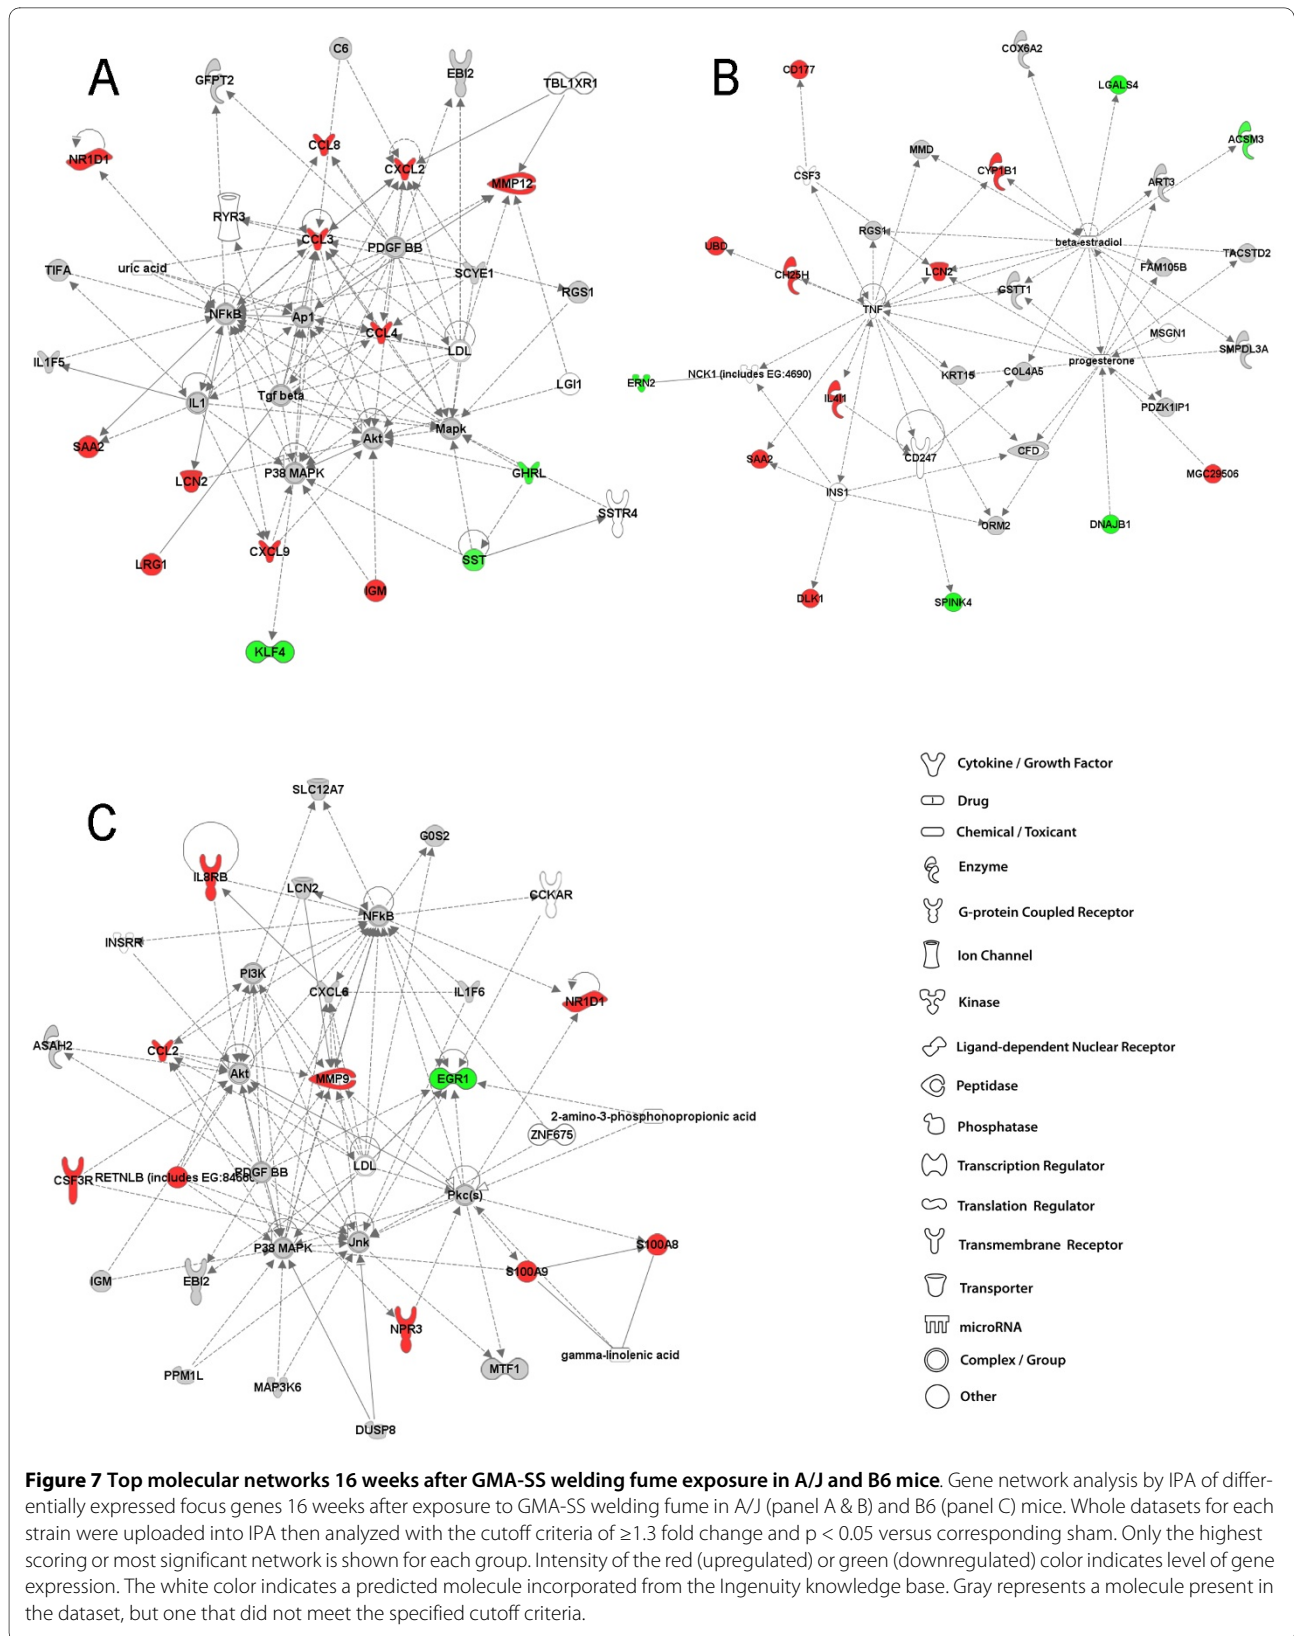 A
C6
GFPT2
EBI2
TBL1XR1
NR1D1
CCL8
CXCL2
MMP12
RYR3
CCL3
PDGF BB
TIFA
uric acid
SCYE1
RGS1
NFkB
Ap1
CCL4
LDL
IL1F5
LGI1
IL1
Tgf beta
Akt
Mapk
SAA2
LCN2
P38 MAPK
GHRL
SSTR4
LRG1
CXCL9
SST
IGM
KLF4
B
COX6A2
CD177
LGALS4
ACSM3
MMD
CSF3
CYP1B1
ART3
UBD
RGS1
beta-estradiol
TACSTD2
CH25H
LCN2
FAM105B
GSTT1
TNF
MSGN1
SMPDL3A
progesterone
ERN2
NCK1 (includes EG:4690)
KRT15
COL4A5
IL4I1
PDZK1IP1
SAA2
CD247
CFD
MGC29506
INS1
ORM2
DNAJB1
DLK1
SPINK4
C
SLC12A7
G0S2
IL8RB
LCN2
CCKAR
NFkB
INSRR
PI3K
CXCL6
IL1F6
NR1D1
ASAH2
CCL2
Akt
MMP9
EGR1
2-amino-3-phosphonopropionic acid
ZNF675
CSF3R
RETNLB (includes EG:84666
PDGF BB
LDL
Pkc(s)
P38 MAPK
Jnk
S100A8
IGM
EBI2
S100A9
NPR3
gamma-linolenic acid
PPM1L
MAP3K6
MTF1
DUSP8
Cytokine / Growth Factor
Drug
Chemical / Toxicant
Enzyme
G-protein Coupled Receptor
Ion Channel
Kinase
Ligand-dependent Nuclear Receptor
Peptidase
Phosphatase
Transcription Regulator
Translation Regulator
Transmembrane Receptor
Transporter
microRNA
Complex / Group
Other
Figure 7 Top molecular networks 16 weeks after GMA-SS welding fume exposure in A/J and B6 mice. Gene network analysis by IPA of differ-
entially expressed focus genes 16 weeks after exposure to GMA-SS welding fume in A/J (panel A & B) and B6 (panel C) mice. Whole datasets for each
strain were uploaded into IPA then analyzed with the cutoff criteria of ≥1.3 fold change and p < 0.05 versus corresponding sham. Only the highest
scoring or most significant network is shown for each group. Intensity of the red (upregulated) or green (downregulated) color indicates level of gene
expression. The white color indicates a predicted molecule incorporated from the Ingenuity knowledge base. Gray represents a molecule present in
the dataset, but one that did not meet the specified cutoff criteria.